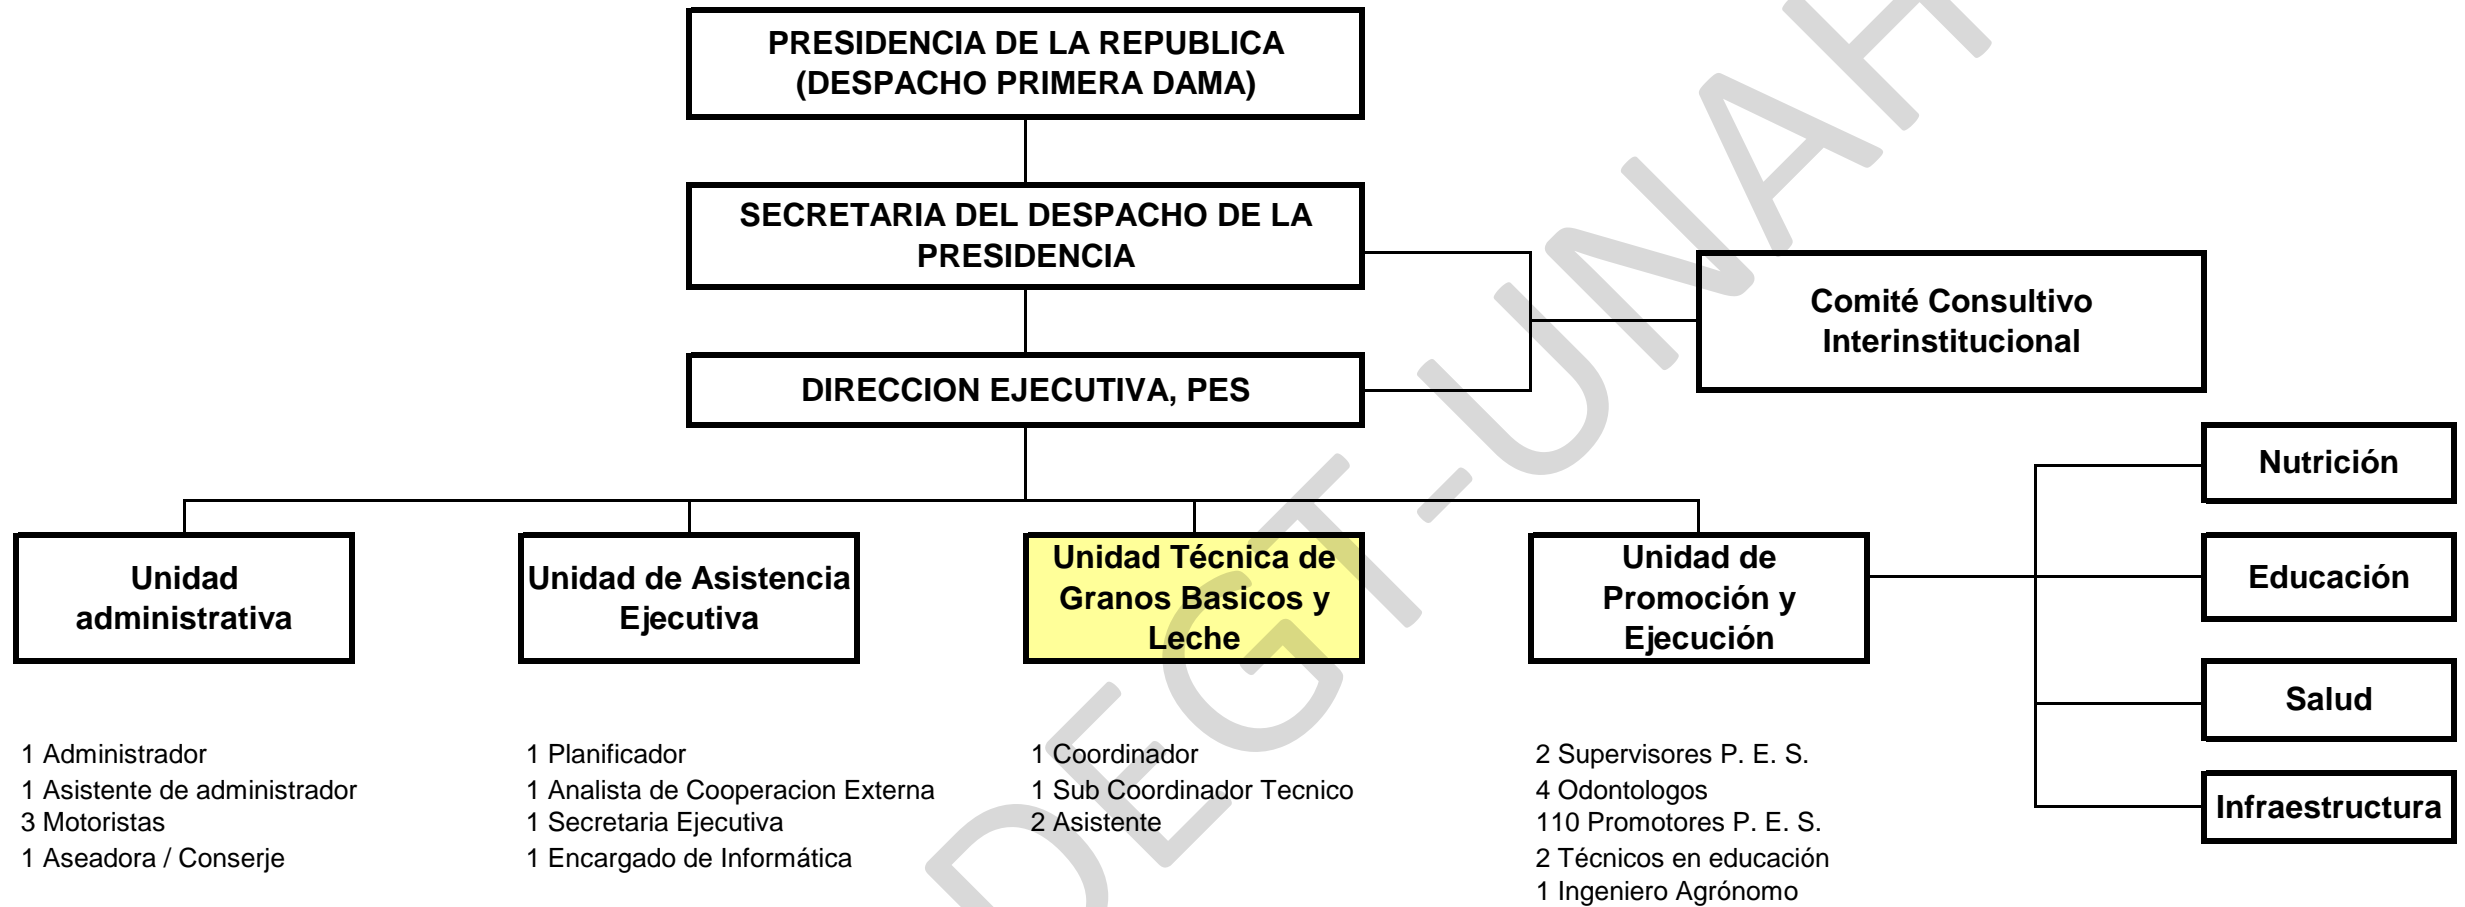 PRESIDENCIA DE LA REPUBLICA
(DESPACHO PRIMERA DAMA)
SECRETARIA DEL DESPACHO DE LA
PRESIDENCIA
Comité Consultivo
Interinstitucional
DIRECCION EJECUTIVA, PES
Nutrición
Educación
Salud
Infraestructura
Unidad
administrativa
Unidad de Asistencia
Ejecutiva
Unidad Técnica de
Granos Basicos y
Leche
Unidad de
Promoción y
Ejecución
1 Administrador
1 Asistente de administrador
3 Motoristas
1 Aseadora / Conserje
1 Planificador
1 Analista de Cooperacion Externa
1 Secretaria Ejecutiva
1 Encargado de Informática
1 Coordinador
1 Sub Coordinador Tecnico
2 Asistente
2 Supervisores P. E. S.
4 Odontologos
110 Promotores P. E. S.
2 Técnicos en educación
1 Ingeniero Agrónomo
DEGT-UNAH